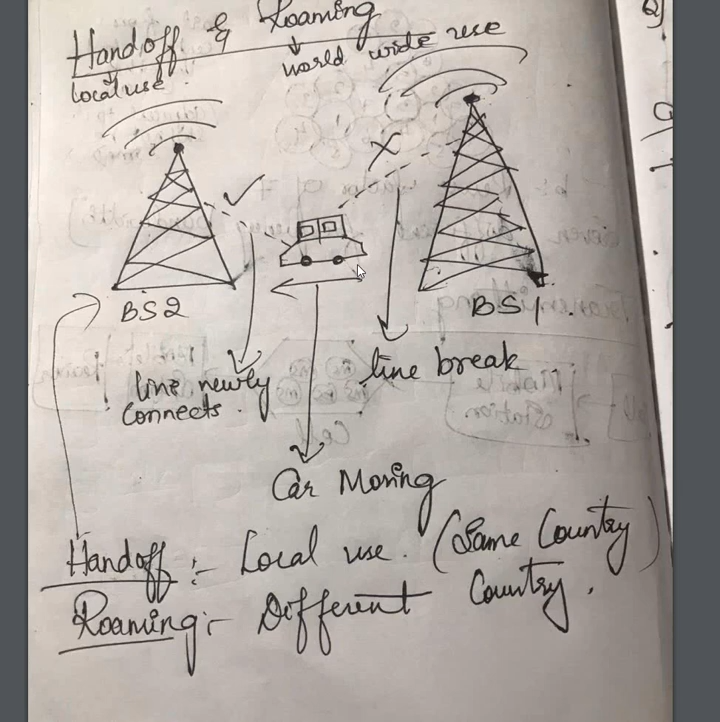 Handoff & Roaming
local use
world wide use
BS2
BS1.
line newly
connects.
line break
Car Moving
Handoff :- Local use. (Same Country)
Roaming :- Different Country.